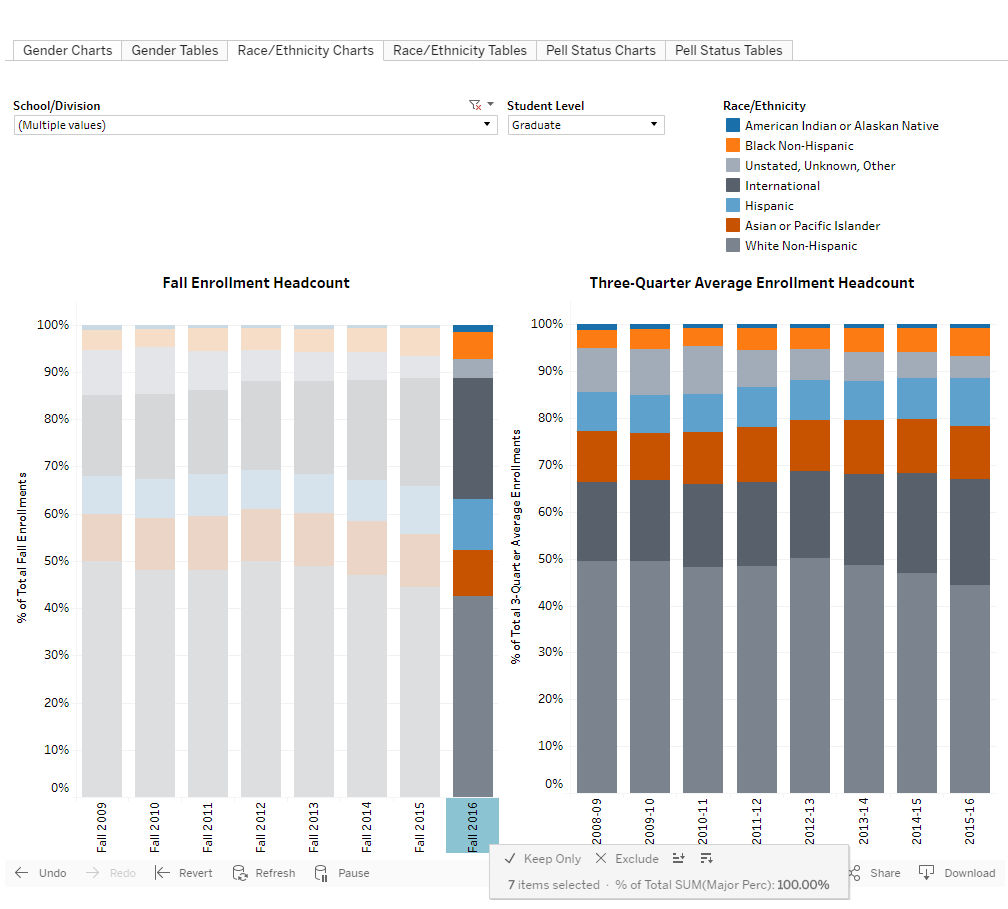 Gender Charts Gender Tables Race/Ethnicity Charts Race/Ethnicity Tables Pell Status Charts Pell Status Tables
School/Division Student Level Race/Ethnicity
(Multiple values) Graduate
American Indian or Alaskan Native
Black Non-Hispanic
Unstated, Unknown, Other
International
Hispanic
Asian or Pacific Islander
White Non-Hispanic
Fall Enrollment Headcount
% of Total Fall Enrollments
100%
90%
80%
70%
60%
50%
40%
30%
20%
10%
0%
Fall 2009
Fall 2010
Fall 2011
Fall 2012
Fall 2013
Fall 2014
Fall 2015
Fall 2016
Three-Quarter Average Enrollment Headcount
% of Total 3-Quarter Average Enrollments
100%
90%
80%
70%
60%
50%
40%
30%
20%
10%
0%
2008-09
2009-10
2010-11
2011-12
2012-13
2013-14
2014-15
2015-16
Keep Only Exclude
7 items selected · % of Total SUM(Major Perc): 100.00%
Undo Redo Revert Refresh Pause Share Download